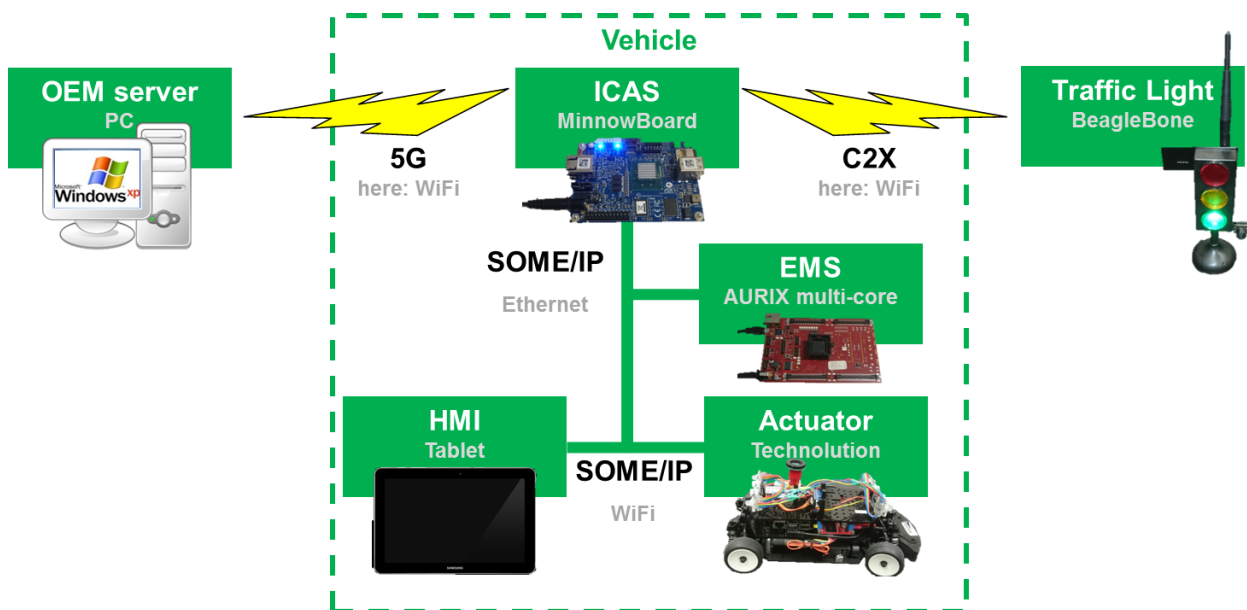 Vehicle
OEM server
PC
Microsoft
Windows xp
5G
here: WiFi
ICAS
MinnowBoard
C2X
here: WiFi
Traffic Light
BeagleBone
SOME/IP
Ethernet
EMS
AURIX multi-core
HMI
Tablet
SAMSUNG
SOME/IP
WiFi
Actuator
Technolution